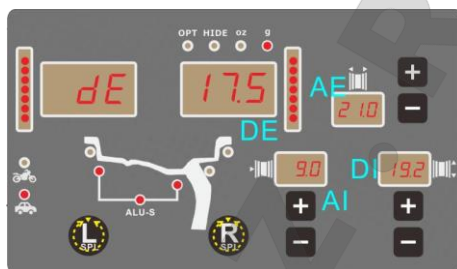 OPT HIDE oz g
dE 17.5
AE
21.0
+
−
DE
9.0 DI 19.2
AI
+ +
− −
ALU-S
L SPL R SPL